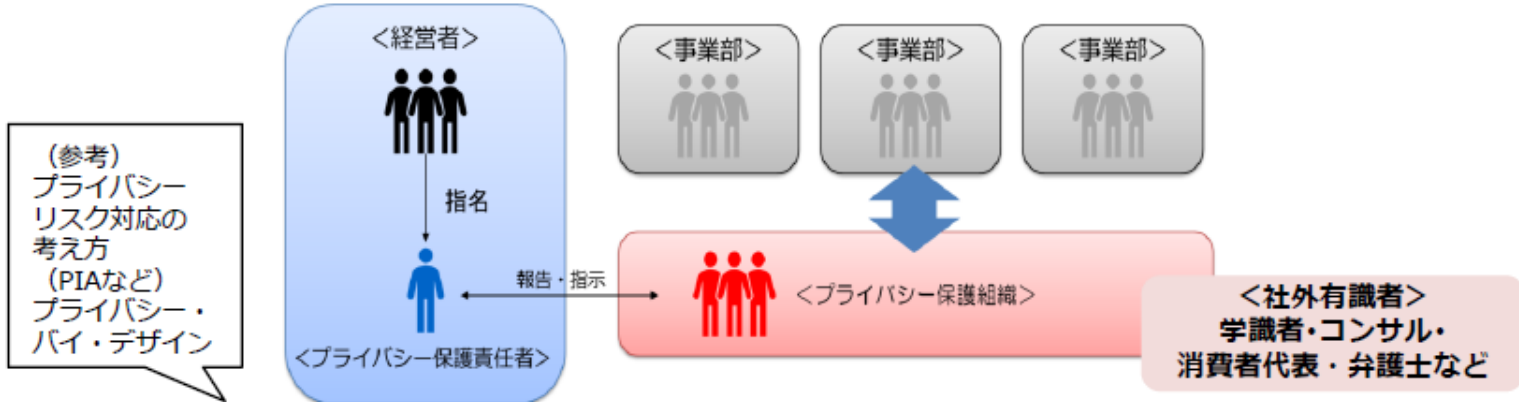 （参考）
プライバシー
リスク対応の
考え方
（PIAなど）
プライバシー・
バイ・デザイン
＜経営者＞
指名
＜プライバシー保護責任者＞
報告・指示
＜事業部＞
＜事業部＞
＜事業部＞
＜プライバシー保護組織＞
＜社外有識者＞
学識者・コンサル・
消費者代表・弁護士など